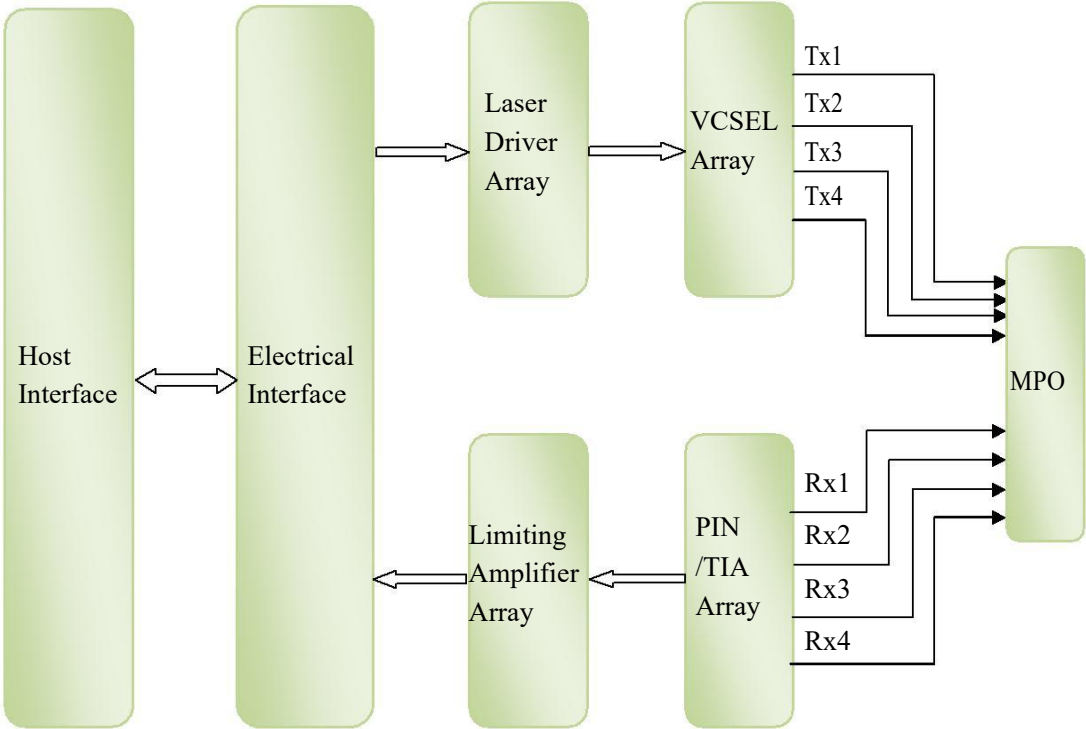 Host
Interface
Electrical
Interface
Laser
Driver
Array
VCSEL
Array
Tx1
Tx2
Tx3
Tx4
MPO
Limiting
Amplifier
Array
PIN
/TIA
Array
Rx1
Rx2
Rx3
Rx4